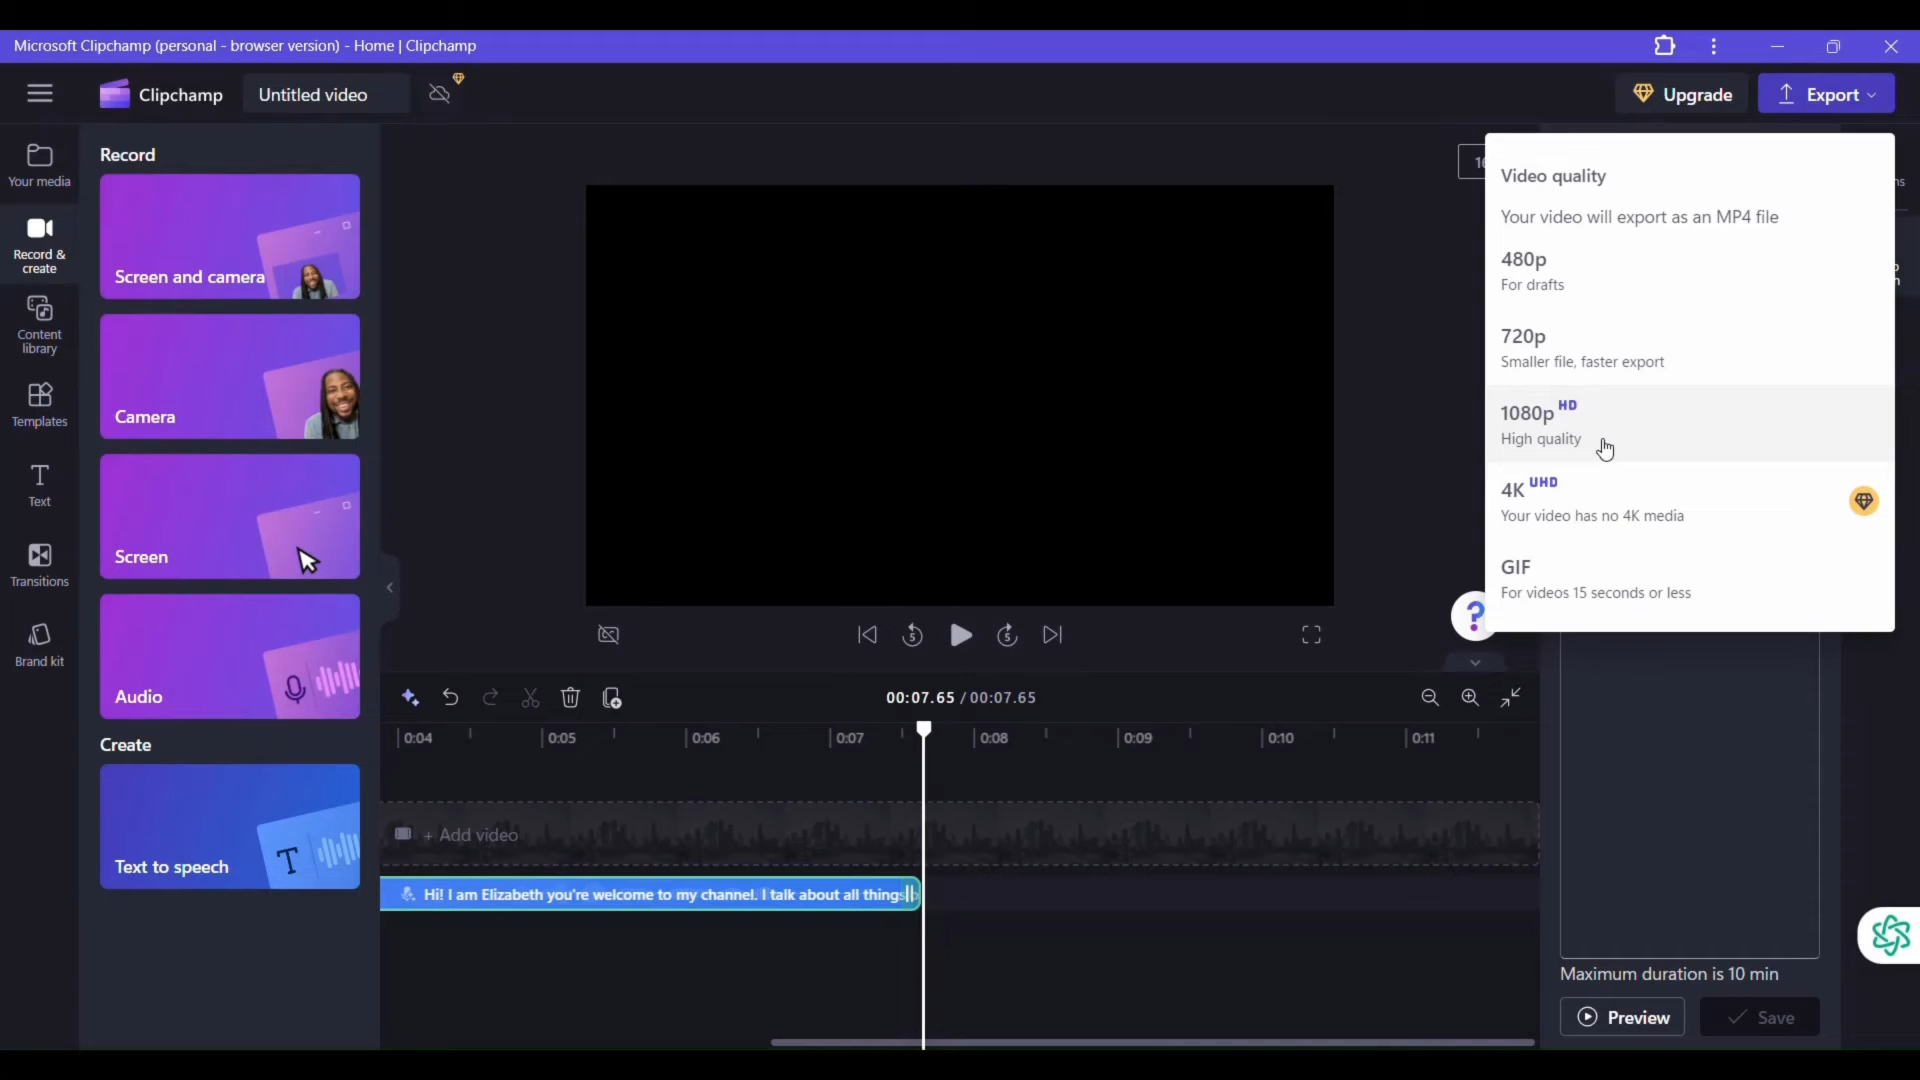 Microsoft Clipchamp (personal - browser version) - Home | Clipchamp
Clipchamp
Untitled video
Upgrade
Export
Your media
Record &
create
Content
library
Templates
Text
Transitions
Brand kit
Record
Screen and camera
Camera
Screen
Audio
Create
Text to speech
T
16
Video quality
Your video will export as an MP4 file
480p
For drafts
720p
Smaller file, faster export
1080p HD
High quality
4K UHD
Your video has no 4K media
GIF
For videos 15 seconds or less
ns
?
5
5
00:07.65 / 00:07.65
0:04
0:05
0:06
0:07
0:08
0:09
0:10
0:11
+ Add video
Hi! I am Elizabeth you're welcome to my channel. I talk about all things
Maximum duration is 10 min
Preview
Save